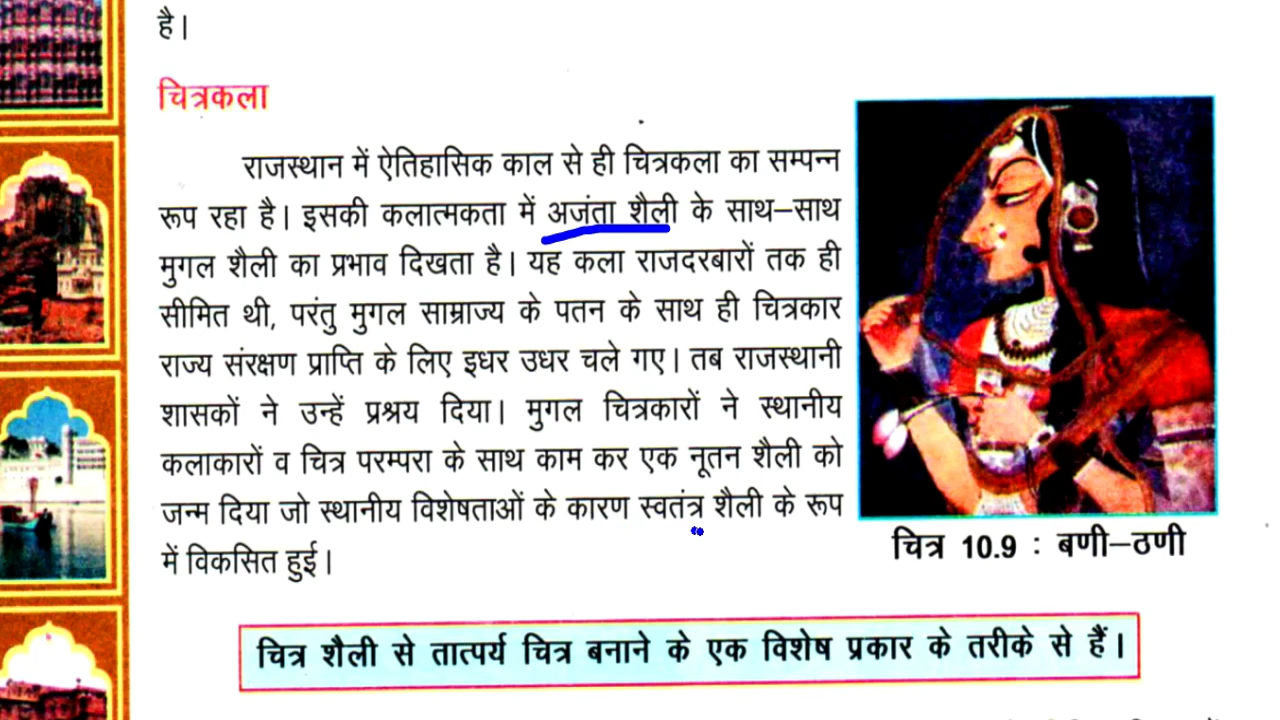 है।
चित्रकला
राजस्थान में ऐतिहासिक काल से ही चित्रकला का सम्पन्न
रूप रहा है। इसकी कलात्मकता में अजंता शैली के साथ–साथ
मुगल शैली का प्रभाव दिखता है। यह कला राजदरबारों तक ही
सीमित थी, परंतु मुगल साम्राज्य के पतन के साथ ही चित्रकार
राज्य संरक्षण प्राप्ति के लिए इधर उधर चले गए। तब राजस्थानी
शासकों ने उन्हें प्रश्रय दिया। मुगल चित्रकारों ने स्थानीय
कलाकारों व चित्र परम्परा के साथ काम कर एक नूतन शैली को
जन्म दिया जो स्थानीय विशेषताओं के कारण स्वतंत्र शैली के रूप
में विकसित हुई।
चित्र 10.9 : बणी–ठणी
चित्र शैली से तात्पर्य चित्र बनाने के एक विशेष प्रकार के तरीके से हैं।